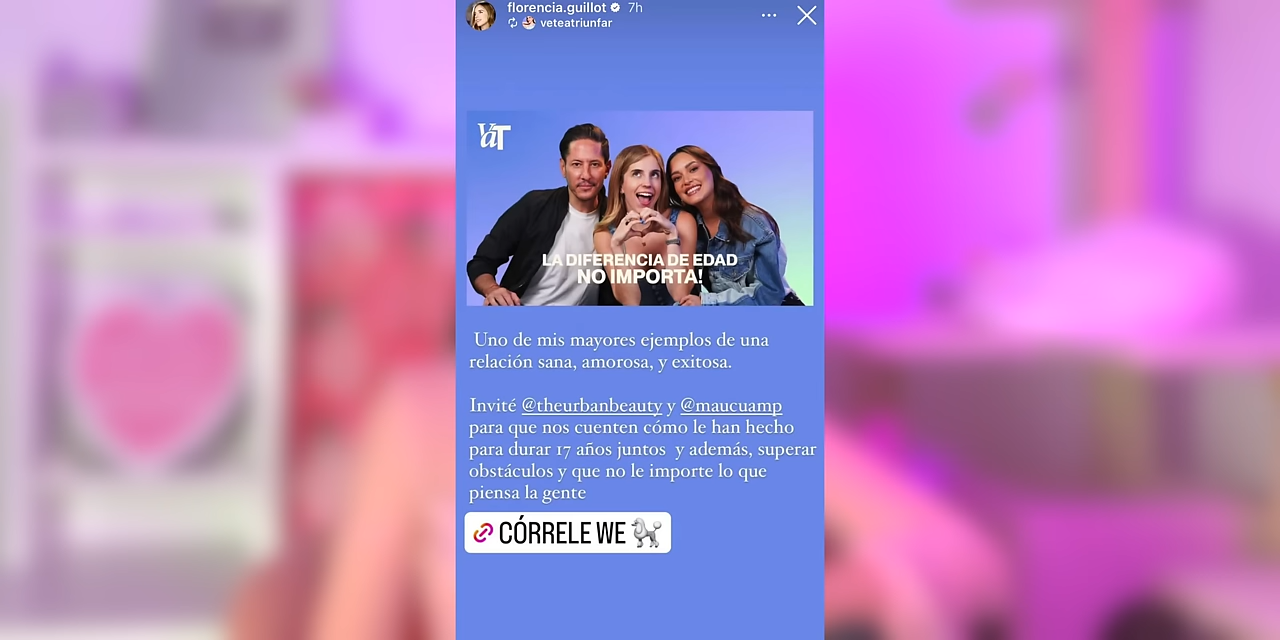 florencia.guillot 7h
veteatriunfar
VaT
LA DIFERENCIA DE EDAD
NO IMPORTA!
Uno de mis mayores ejemplos de una
relación sana, amorosa, y exitosa.
Invité @theurbanbeauty y @maucuamp
para que nos cuenten cómo le han hecho
para durar 17 años juntos y además, superar
obstáculos y que no le importe lo que
piensa la gente
CÓRRELE WE